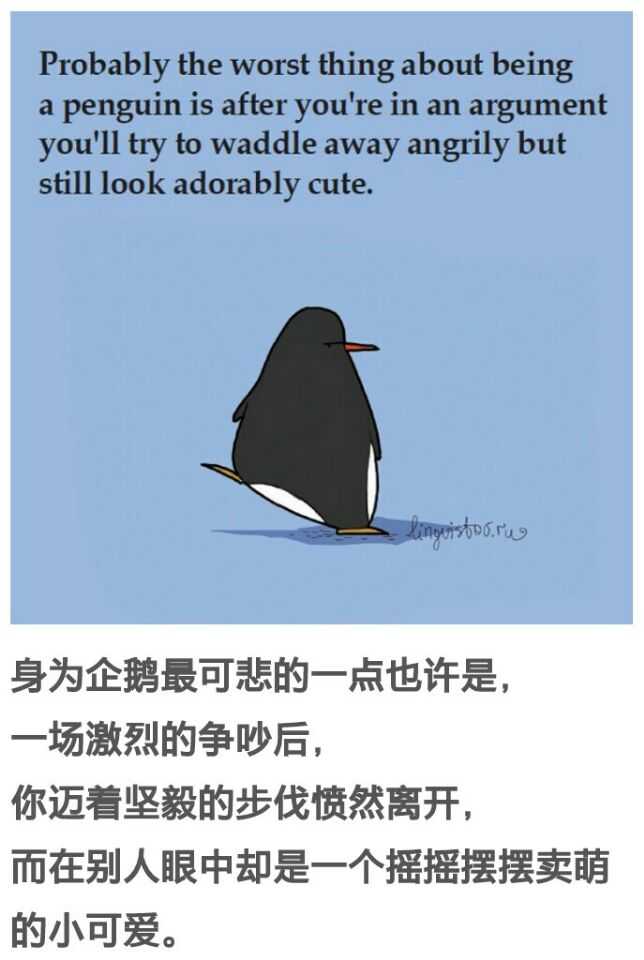 Probably the worst thing about being
a penguin is after you're in an argument
you'll try to waddle away angrily but
still look adorably cute.
身为企鹅最可悲的一点也许是，
一场激烈的争吵后，
你迈着坚毅的步伐愤然离开，
而在别人眼中却是一个摇摇摆摆卖萌
的小可爱。